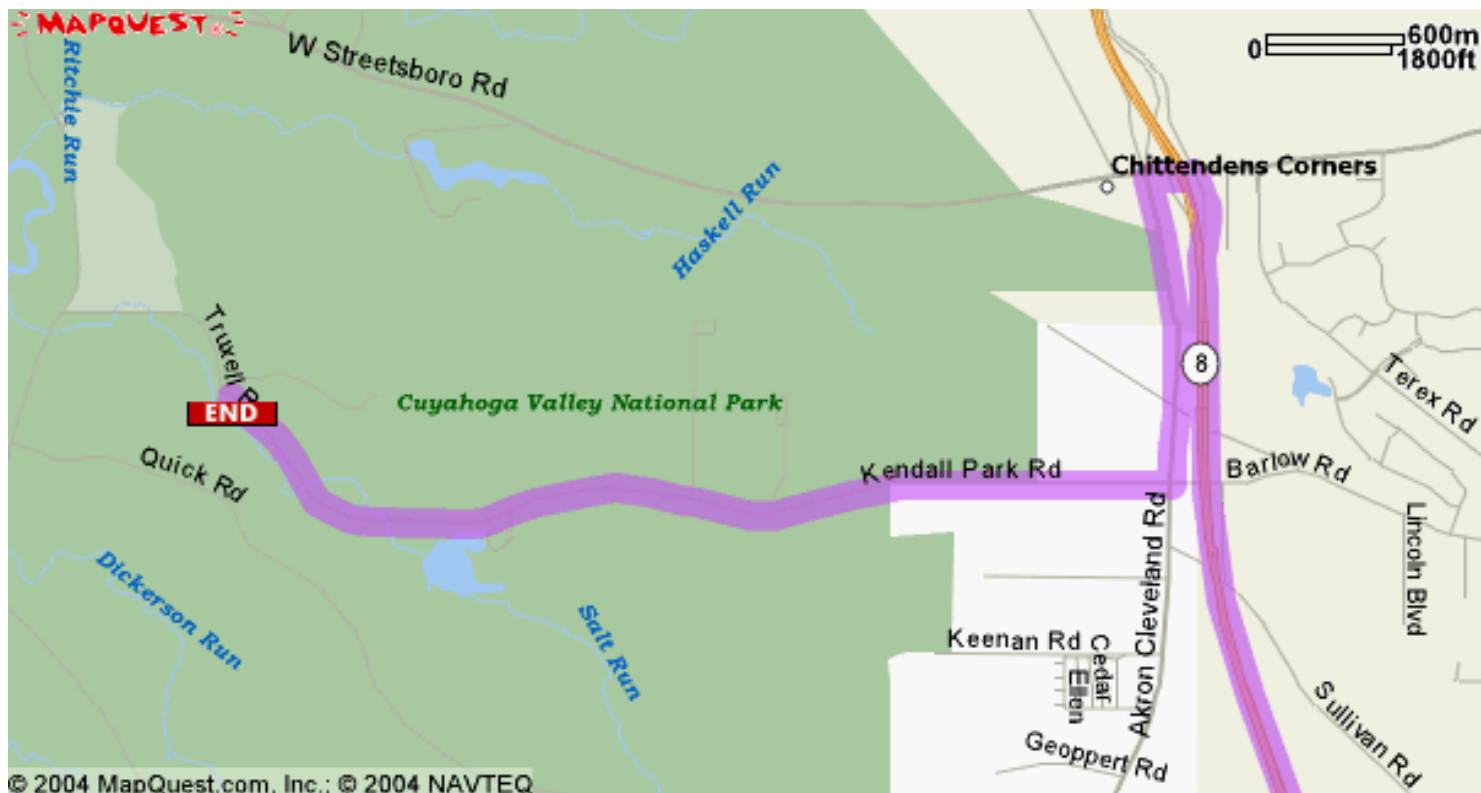 MAPQUEST
W Streetsboro Rd
600m
0
1800ft
Ritchie Run
Chittendens Corners
Haskell Run
Truxell R
8
Terex Rd
END
Cuyahoga Valley National Park
Quick Rd
Kendall Park Rd
Barlow Rd
Lincoln Blvd
Akron Cleveland Rd
Dickerson Run
Salt Run
Keenan Rd
Cedar
Ellen
Sullivan Rd
Geoppert Rd
© 2004 MapQuest.com, Inc.; © 2004 NAVTEQ